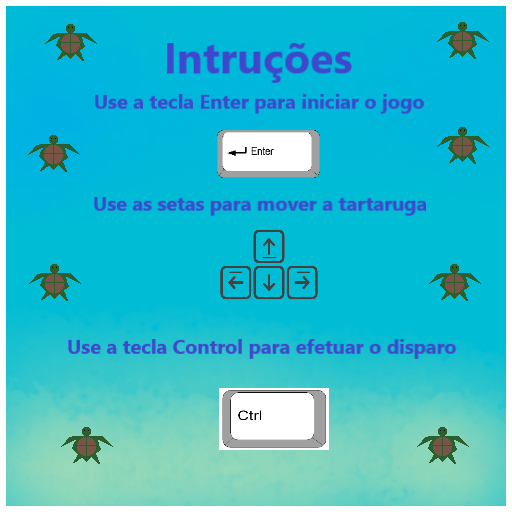 Intruções
Use a tecla Enter para iniciar o jogo
Enter
Use as setas para mover a tartaruga
Use a tecla Control para efetuar o disparo
Ctrl